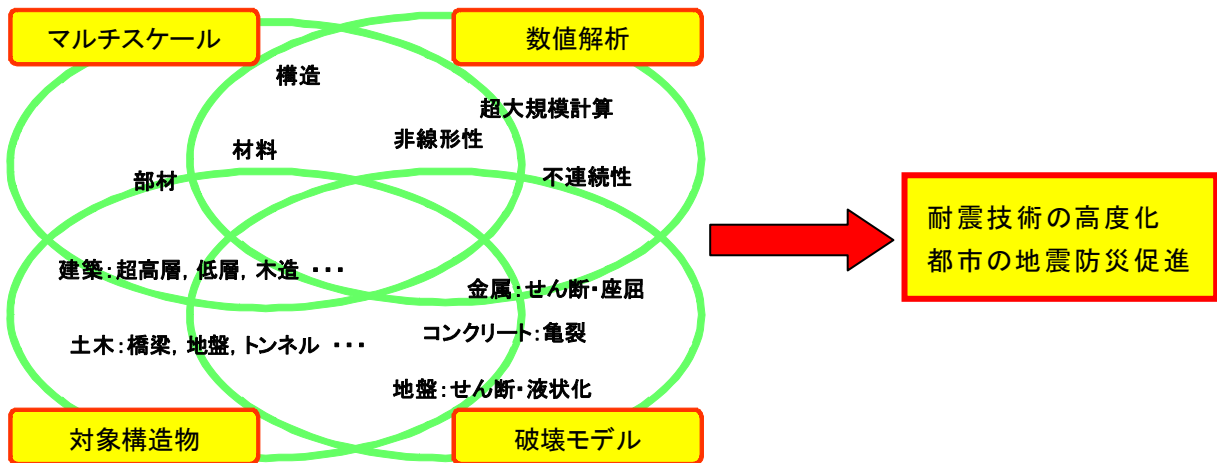 マルチスケール
数値解析
構造
超大規模計算
非線形性
材料
部材
不連続性
建築：超高層，低層，木造 ・・・
金属：せん断・座屈
コンクリート：亀裂
土木：橋梁，地盤，トンネル ・・・
地盤：せん断・液状化
対象構造物
破壊モデル
耐震技術の高度化
都市の地震防災促進